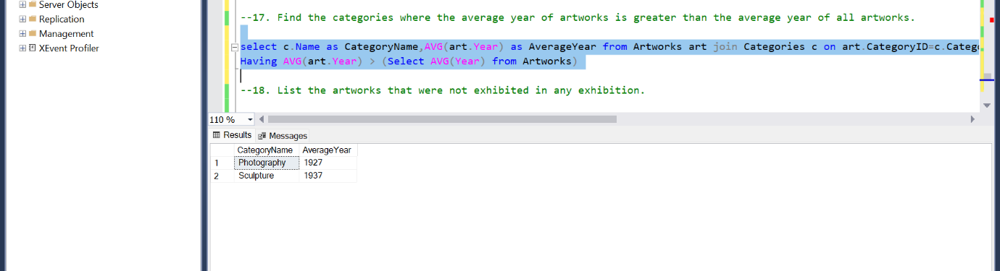 Server Objects
Replication
Management
XEvent Profiler
--17. Find the categories where the average year of artworks is greater than the average year of all artworks.
select c.Name as CategoryName,AVG(art.Year) as AverageYear from Artworks art join Categories c on art.CategoryID=c.Categ
Having AVG(art.Year) > (Select AVG(Year) from Artworks)
--18. List the artworks that were not exhibited in any exhibition.
110 %
Results Messages
CategoryName AverageYear
1 Photography 1927
2 Sculpture 1937